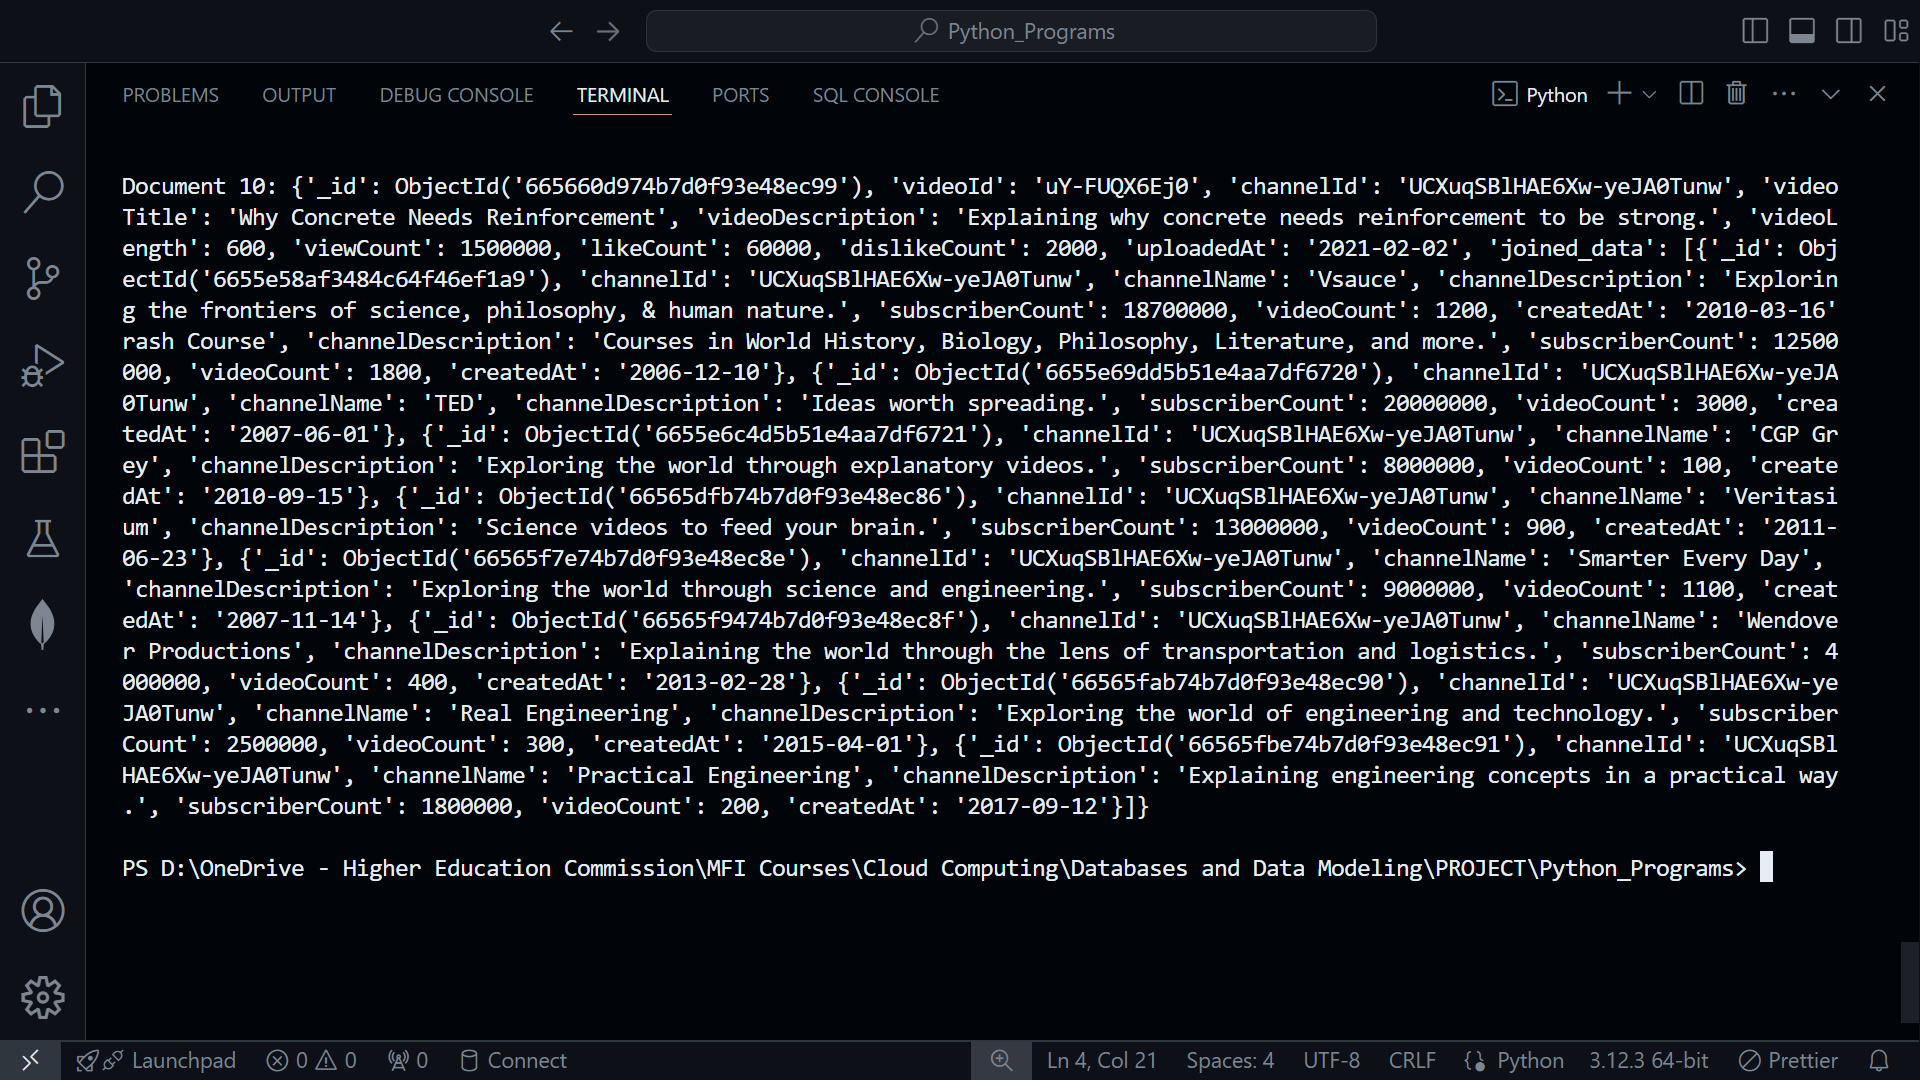 Python_Programs
PROBLEMS OUTPUT DEBUG CONSOLE TERMINAL PORTS SQL CONSOLE Python
Document 10: {'_id': ObjectId('665660d974b7d0f93e48ec99'), 'videoId': 'uY-FUQX6Ej0', 'channelId': 'UCXuqSBlHAE6Xw-yeJA0Tunw', 'video
Title': 'Why Concrete Needs Reinforcement', 'videoDescription': 'Explaining why concrete needs reinforcement to be strong.', 'videoL
ength': 600, 'viewCount': 1500000, 'likeCount': 60000, 'dislikeCount': 2000, 'uploadedAt': '2021-02-02', 'joined_data': [{'_id': Obj
ectId('6655e58af3484c64f46ef1a9'), 'channelId': 'UCXuqSBlHAE6Xw-yeJA0Tunw', 'channelName': 'Vsauce', 'channelDescription': 'Explorin
g the frontiers of science, philosophy, & human nature.', 'subscriberCount': 18700000, 'videoCount': 1200, 'createdAt': '2010-03-16'
rash Course', 'channelDescription': 'Courses in World History, Biology, Philosophy, Literature, and more.', 'subscriberCount': 12500
000, 'videoCount': 1800, 'createdAt': '2006-12-10'}, {'_id': ObjectId('6655e69dd5b51e4aa7df6720'), 'channelId': 'UCXuqSBlHAE6Xw-yeJA
0Tunw', 'channelName': 'TED', 'channelDescription': 'Ideas worth spreading.', 'subscriberCount': 20000000, 'videoCount': 3000, 'crea
tedAt': '2007-06-01'}, {'_id': ObjectId('6655e6c4d5b51e4aa7df6721'), 'channelId': 'UCXuqSBlHAE6Xw-yeJA0Tunw', 'channelName': 'CGP Gr
ey', 'channelDescription': 'Exploring the world through explanatory videos.', 'subscriberCount': 8000000, 'videoCount': 100, 'create
dAt': '2010-09-15'}, {'_id': ObjectId('66565dfb74b7d0f93e48ec86'), 'channelId': 'UCXuqSBlHAE6Xw-yeJA0Tunw', 'channelName': 'Veritasi
um', 'channelDescription': 'Science videos to feed your brain.', 'subscriberCount': 13000000, 'videoCount': 900, 'createdAt': '2011-
06-23'}, {'_id': ObjectId('66565f7e74b7d0f93e48ec8e'), 'channelId': 'UCXuqSBlHAE6Xw-yeJA0Tunw', 'channelName': 'Smarter Every Day',
'channelDescription': 'Exploring the world through science and engineering.', 'subscriberCount': 9000000, 'videoCount': 1100, 'creat
edAt': '2007-11-14'}, {'_id': ObjectId('66565f9474b7d0f93e48ec8f'), 'channelId': 'UCXuqSBlHAE6Xw-yeJA0Tunw', 'channelName': 'Wendove
r Productions', 'channelDescription': 'Explaining the world through the lens of transportation and logistics.', 'subscriberCount': 4
000000, 'videoCount': 400, 'createdAt': '2013-02-28'}, {'_id': ObjectId('66565fab74b7d0f93e48ec90'), 'channelId': 'UCXuqSBlHAE6Xw-ye
JA0Tunw', 'channelName': 'Real Engineering', 'channelDescription': 'Exploring the world of engineering and technology.', 'subscriber
Count': 2500000, 'videoCount': 300, 'createdAt': '2015-04-01'}, {'_id': ObjectId('66565fbe74b7d0f93e48ec91'), 'channelId': 'UCXuqSBl
HAE6Xw-yeJA0Tunw', 'channelName': 'Practical Engineering', 'channelDescription': 'Explaining engineering concepts in a practical way
.', 'subscriberCount': 1800000, 'videoCount': 200, 'createdAt': '2017-09-12'}]}
PS D:\OneDrive - Higher Education Commission\MFI Courses\Cloud Computing\Databases and Data Modeling\PROJECT\Python_Programs>
Launchpad 0 0 0 Connect Ln 4, Col 21 Spaces: 4 UTF-8 CRLF Python 3.12.3 64-bit Prettier